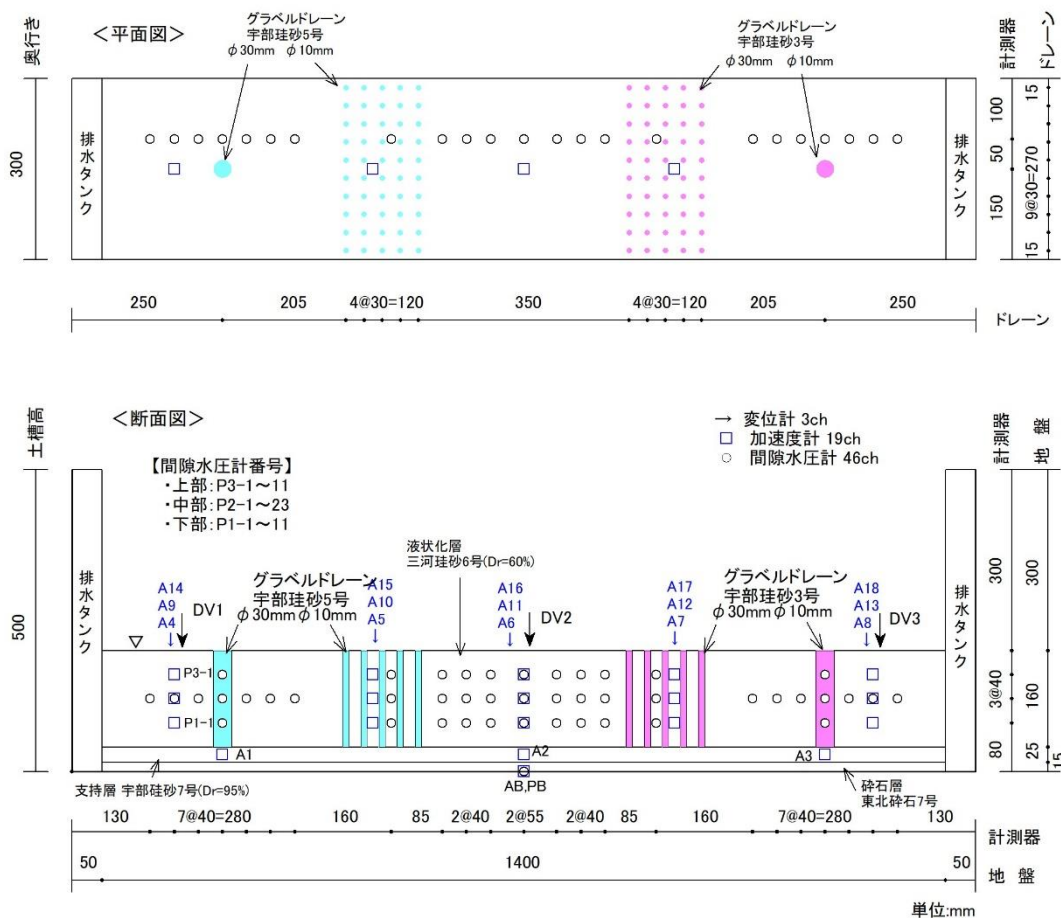 <平面図>
グラベルドレーン
宇部珪砂5号
φ30mm φ10mm
グラベルドレーン
宇部珪砂3号
φ30mm φ10mm
奥行き
300
排水タンク
排水タンク
計測器
100
50
150
ドレーン
15
9@30=270
15
250
205
4@30=120
350
4@30=120
205
250
ドレーン
<断面図>
→ 変位計 3ch
□ 加速度計 19ch
○ 間隙水圧計 46ch
土槽高
500
【間隙水圧計番号】
・上部:P3-1~11
・中部:P2-1~23
・下部:P1-1~11
液状化層
三河珪砂6号(Dr=60%)
排水タンク
排水タンク
A14
A9
A4
DV1
グラベルドレーン
宇部珪砂5号
φ30mmφ10mm
A15
A10
A5
A16
A11
A6
DV2
A17
A12
A7
グラベルドレーン
宇部珪砂3号
φ30mmφ10mm
A18
A13
A8
DV3
P3-1
P1-1
A1
A2
A3
AB,PB
支持層 宇部珪砂7号(Dr=95%)
砕石層
東北砕石7号
計測器
300
3@40
80
地盤
300
160
25
15
130
7@40=280
160
85
2@40
2@55
2@40
85
160
7@40=280
130
計測器
50
1400
50
地盤
単位:mm